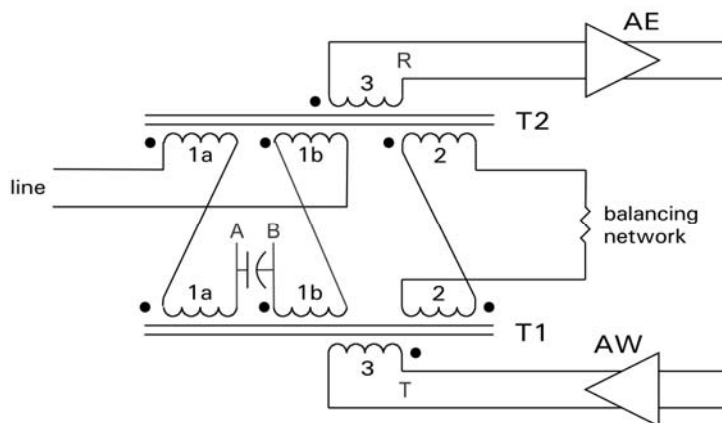 AE
R
3
T2
1a 1b 2
line
balancing
network
A B
1a 1b 2
T1
AW
3
T